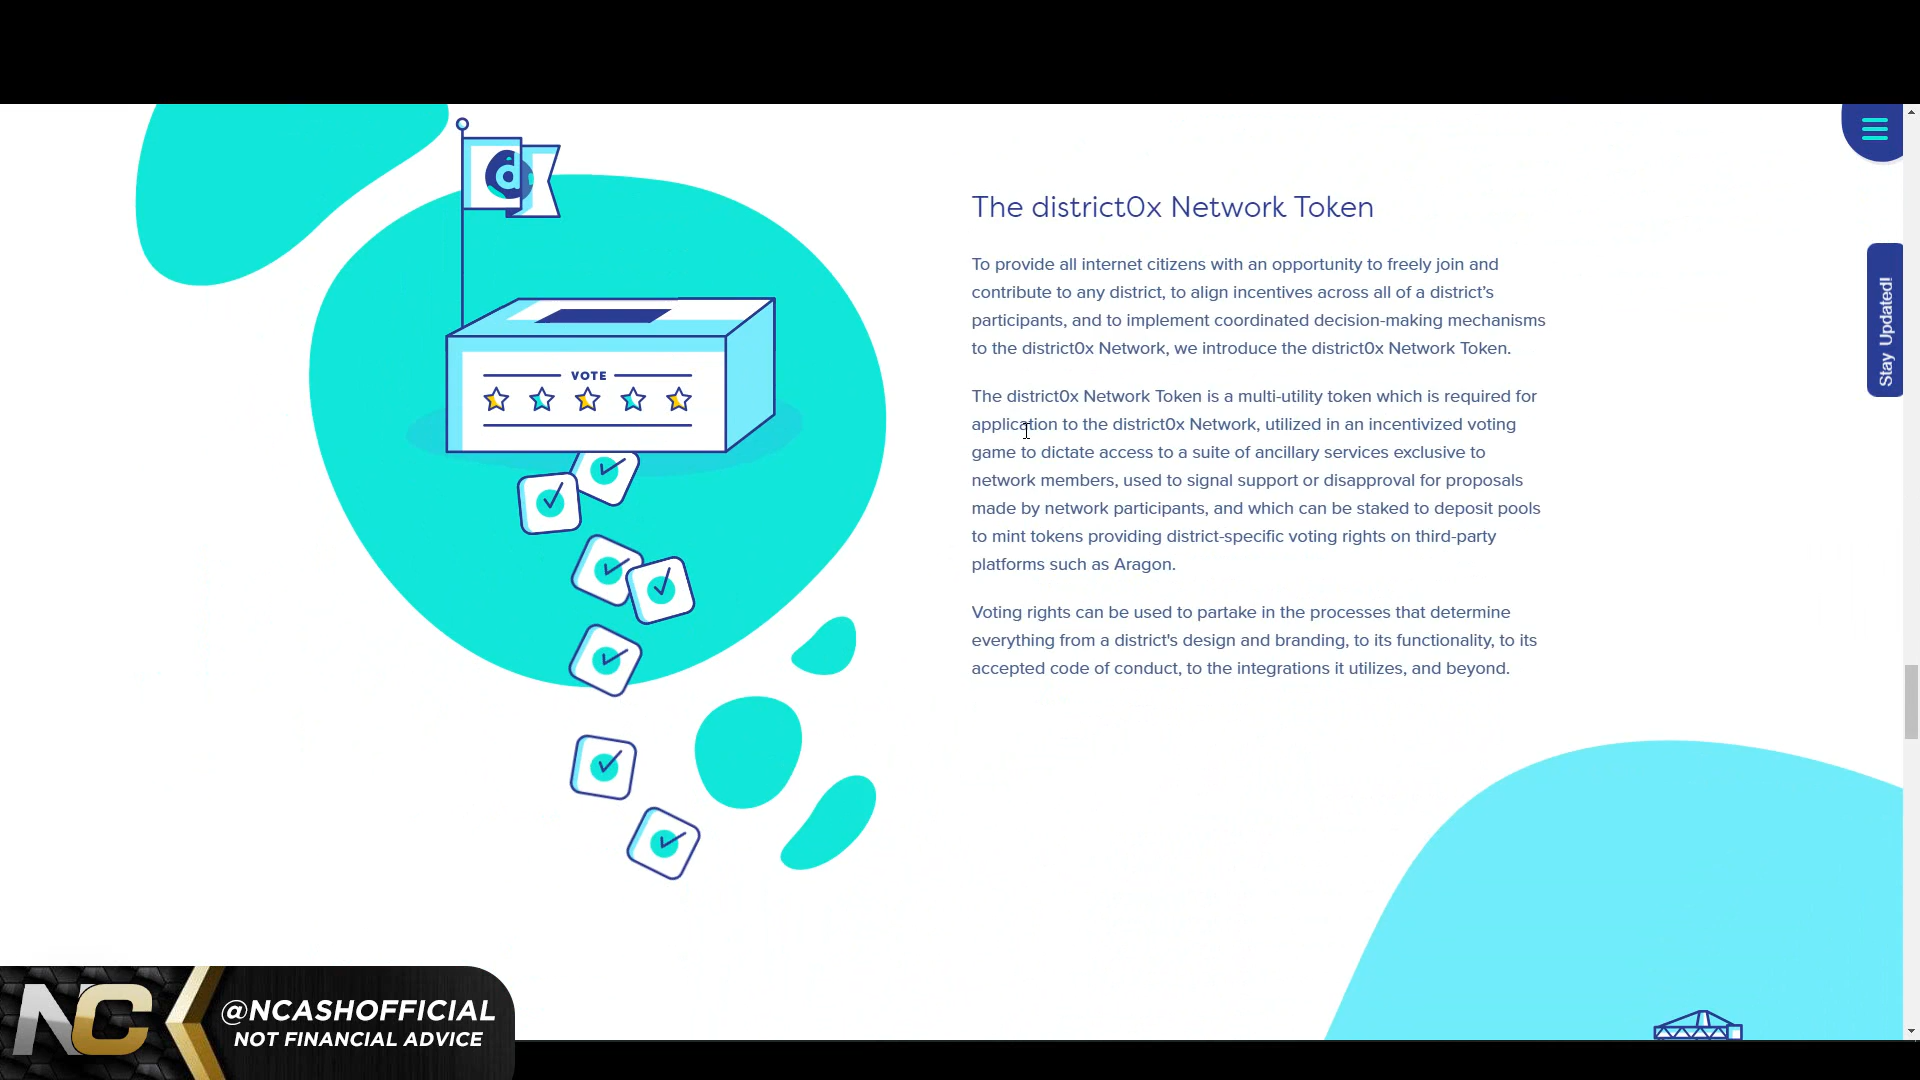 d
The district0x Network Token
To provide all internet citizens with an opportunity to freely join and
contribute to any district, to align incentives across all of a district's
participants, and to implement coordinated decision-making mechanisms
to the district0x Network, we introduce the district0x Network Token.
The district0x Network Token is a multi-utility token which is required for
application to the district0x Network, utilized in an incentivized voting
game to dictate access to a suite of ancillary services exclusive to
network members, used to signal support or disapproval for proposals
made by network participants, and which can be staked to deposit pools
to mint tokens providing district-specific voting rights on third-party
platforms such as Aragon.
Voting rights can be used to partake in the processes that determine
everything from a district's design and branding, to its functionality, to its
accepted code of conduct, to the integrations it utilizes, and beyond.
VOTE
Stay Updated!
NC
@NCASHOFFICIAL
NOT FINANCIAL ADVICE